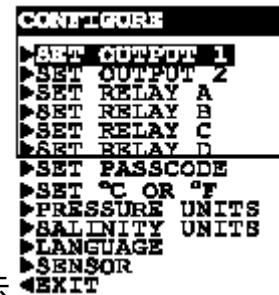 CONFIGURE
▶SET OUTPUT 1
▶SET OUTPUT 2
▶SET RELAY A
▶SET RELAY B
▶SET RELAY C
▶SET RELAY D
▶SET PASSCODE
▶SET °C OR °F
▶PRESSURE UNITS
▶SALINITY UNITS
▶LANGUAGE
▶SENSOR
◀EXIT